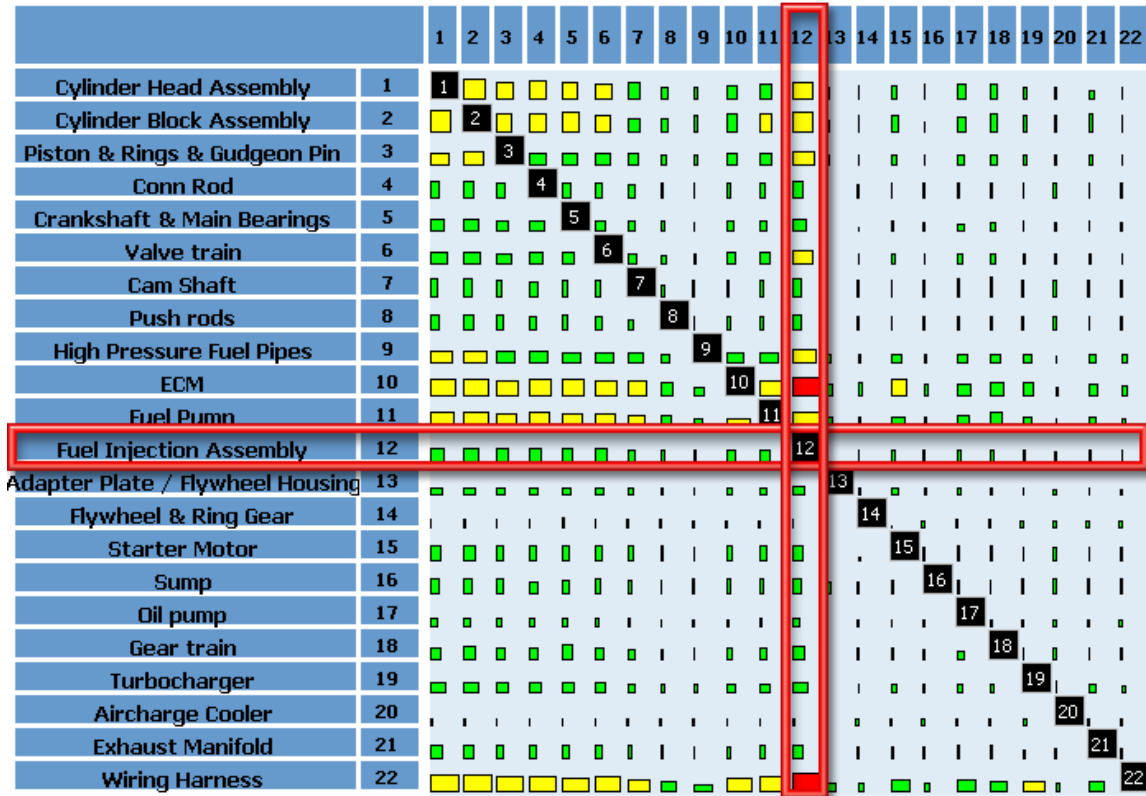 1 2 3 4 5 6 7 8 9 10 11 12 13 14 15 16 17 18 19 20 21 22
Cylinder Head Assembly 1 1
Cylinder Block Assembly 2 2
Piston & Rings & Gudgeon Pin 3 3
Conn Rod 4 4
Crankshaft & Main Bearings 5 5
Valve train 6 6
Cam Shaft 7 7
Push rods 8 8
High Pressure Fuel Pipes 9 9
ECM 10 10
Fuel Pump 11 11
Fuel Injection Assembly 12 12
Adapter Plate / Flywheel Housing 13 13
Flywheel & Ring Gear 14 14
Starter Motor 15 15
Sump 16 16
Oil pump 17 17
Gear train 18 18
Turbocharger 19 19
Aircharge Cooler 20 20
Exhaust Manifold 21 21
Wiring Harness 22 22